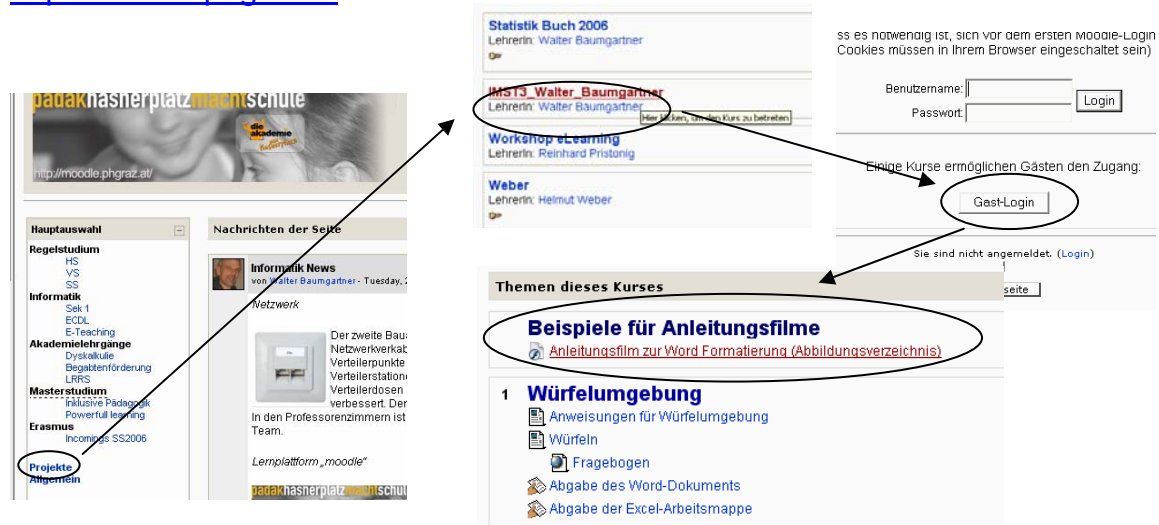 padakhasnerplatzmachtschule
die
akademie
http://moodle.phgraz.at/
Hauptauswahl
Regelstudium
HS
VS
SS
Informatik
Sek 1
ECDL
E-Teaching
Akademielehrgänge
Dyskalkulie
Begabtenförderung
LRRS
Masterstudium
Inklusive Pädagogik
Powerfull learning
Erasmus
Incomings SS2006
Projekte
Allgemein
Nachrichten der Seite
Informatik News
von Walter Baumgartner - Tuesday, 2
Netzwerk
Der zweite Bau
Netzwerkverkab
Verteilerpunkte
Verteilerstation
Verteilerdosen
verbessert. Der
In den Professorenzimmern ist
Team.
Lernplattform „moodle"
padakhasnerplatzmachtschul
Statistik Buch 2006
LehrerIn: Walter Baumgartner
IMST3_Walter_Baumgartner
LehrerIn: Walter Baumgartner
Hier klicken, um den Kurs zu betreten
Workshop eLearning
LehrerIn: Reinhard Pristonig
Weber
LehrerIn: Helmut Weber
ss es notwendig ist, sich vor dem ersten Moodle-Login
Cookies müssen in Ihrem Browser eingeschaltet sein)
Benutzername:
Passwort:
Login
Einige Kurse ermöglichen Gästen den Zugang:
Gast-Login
Sie sind nicht angemeldet. (Login)
seite
Themen dieses Kurses
Beispiele für Anleitungsfilme
Anleitungsfilm zur Word Formatierung (Abbildungsverzeichnis)
1 Würfelumgebung
Anweisungen für Würfelumgebung
Würfeln
Fragebogen
Abgabe des Word-Dokuments
Abgabe der Excel-Arbeitsmappe